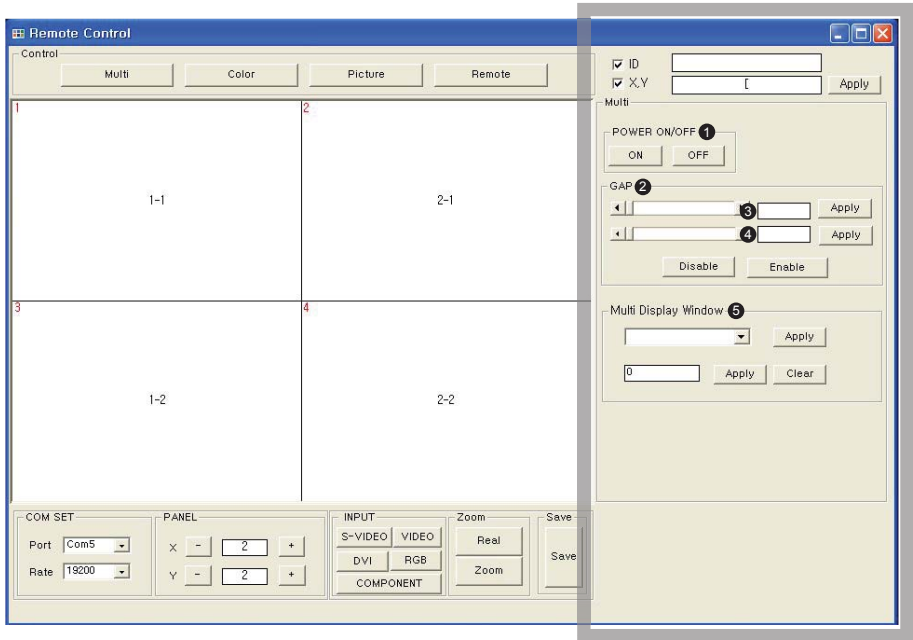 Remote Control
Control
Multi Color Picture Remote
ID
X,Y [ Apply
Multi
POWER ON/OFF 1
ON OFF
GAP 2
3 Apply
4 Apply
Disable Enable
Multi Display Window 5
Apply
0 Apply Clear
1 2
1-1 2-1
3 4
1-2 2-2
COM SET
Port Com5
Rate 19200
PANEL
X - 2 +
Y - 2 +
INPUT
S-VIDEO VIDEO
DVI RGB
COMPONENT
Zoom
Real
Zoom
Save
Save